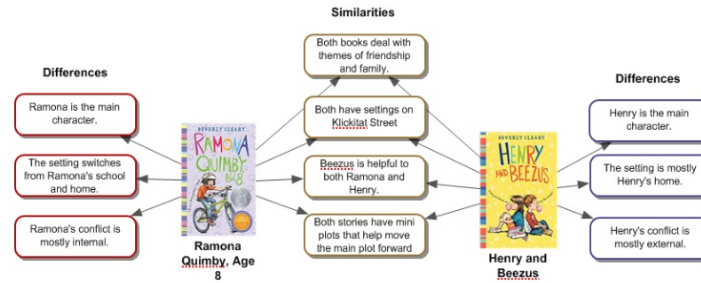 Similarities
Both books deal with
themes of friendship
and family.
Differences
Differences
Ramona is the main
character.
Both have settings on
Klickitat Street
Henry is the main
character.
BEVERLY CLEARY
RAMONA
QUIMBY,
AGE
8
BEVERLY CLEARY
HENRY
AND BEEZUS
The setting switches
from Ramona's school
and home.
Beezus is helpful to
both Ramona and
Henry.
The setting is mostly
Henry's home.
Ramona's conflict is
mostly internal.
Both stories have mini
plots that help move
the main plot forward
Henry's conflict is
mostly external.
Ramona
Quimby, Age
8
Henry and
Beezus